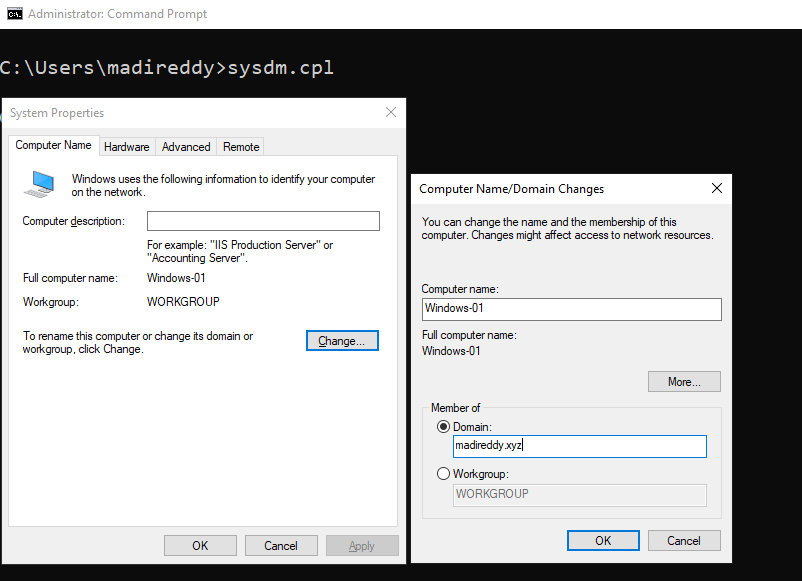 Administrator: Command Prompt
C:\Users\madireddy>sysdm.cpl
System Properties
Computer Name Hardware Advanced Remote
Windows uses the following information to identify your computer
on the network.
Computer description:
For example: "IIS Production Server" or
"Accounting Server".
Full computer name: Windows-01
Workgroup: WORKGROUP
To rename this computer or change its domain or
workgroup, click Change.
Change...
OK Cancel Apply
Computer Name/Domain Changes
You can change the name and the membership of this
computer. Changes might affect access to network resources.
Computer name:
Windows-01
Full computer name:
Windows-01
More...
Member of
Domain:
madireddy.xyz
Workgroup:
WORKGROUP
OK Cancel